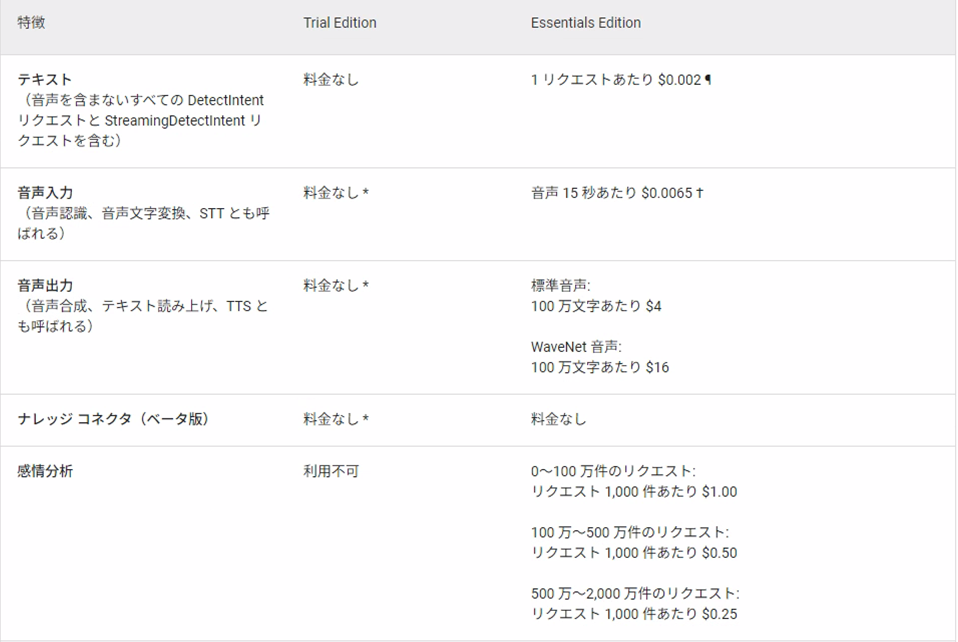 特徴 Trial Edition Essentials Edition
テキスト 料金なし 1 リクエストあたり $0.002 ¶
（音声を含まないすべての DetectIntent
リクエストと StreamingDetectIntent リ
クエストを含む）
音声入力 料金なし * 音声 15 秒あたり $0.0065 †
（音声認識、音声文字変換、STT とも呼
ばれる）
音声出力 料金なし * 標準音声:
（音声合成、テキスト読み上げ、TTS と 100 万文字あたり $4
も呼ばれる）
WaveNet 音声:
100 万文字あたり $16
ナレッジ コネクタ（ベータ版） 料金なし * 料金なし
感情分析 利用不可 0～100 万件のリクエスト:
リクエスト 1,000 件あたり $1.00
100 万～500 万件のリクエスト:
リクエスト 1,000 件あたり $0.50
500 万～2,000 万件のリクエスト:
リクエスト 1,000 件あたり $0.25